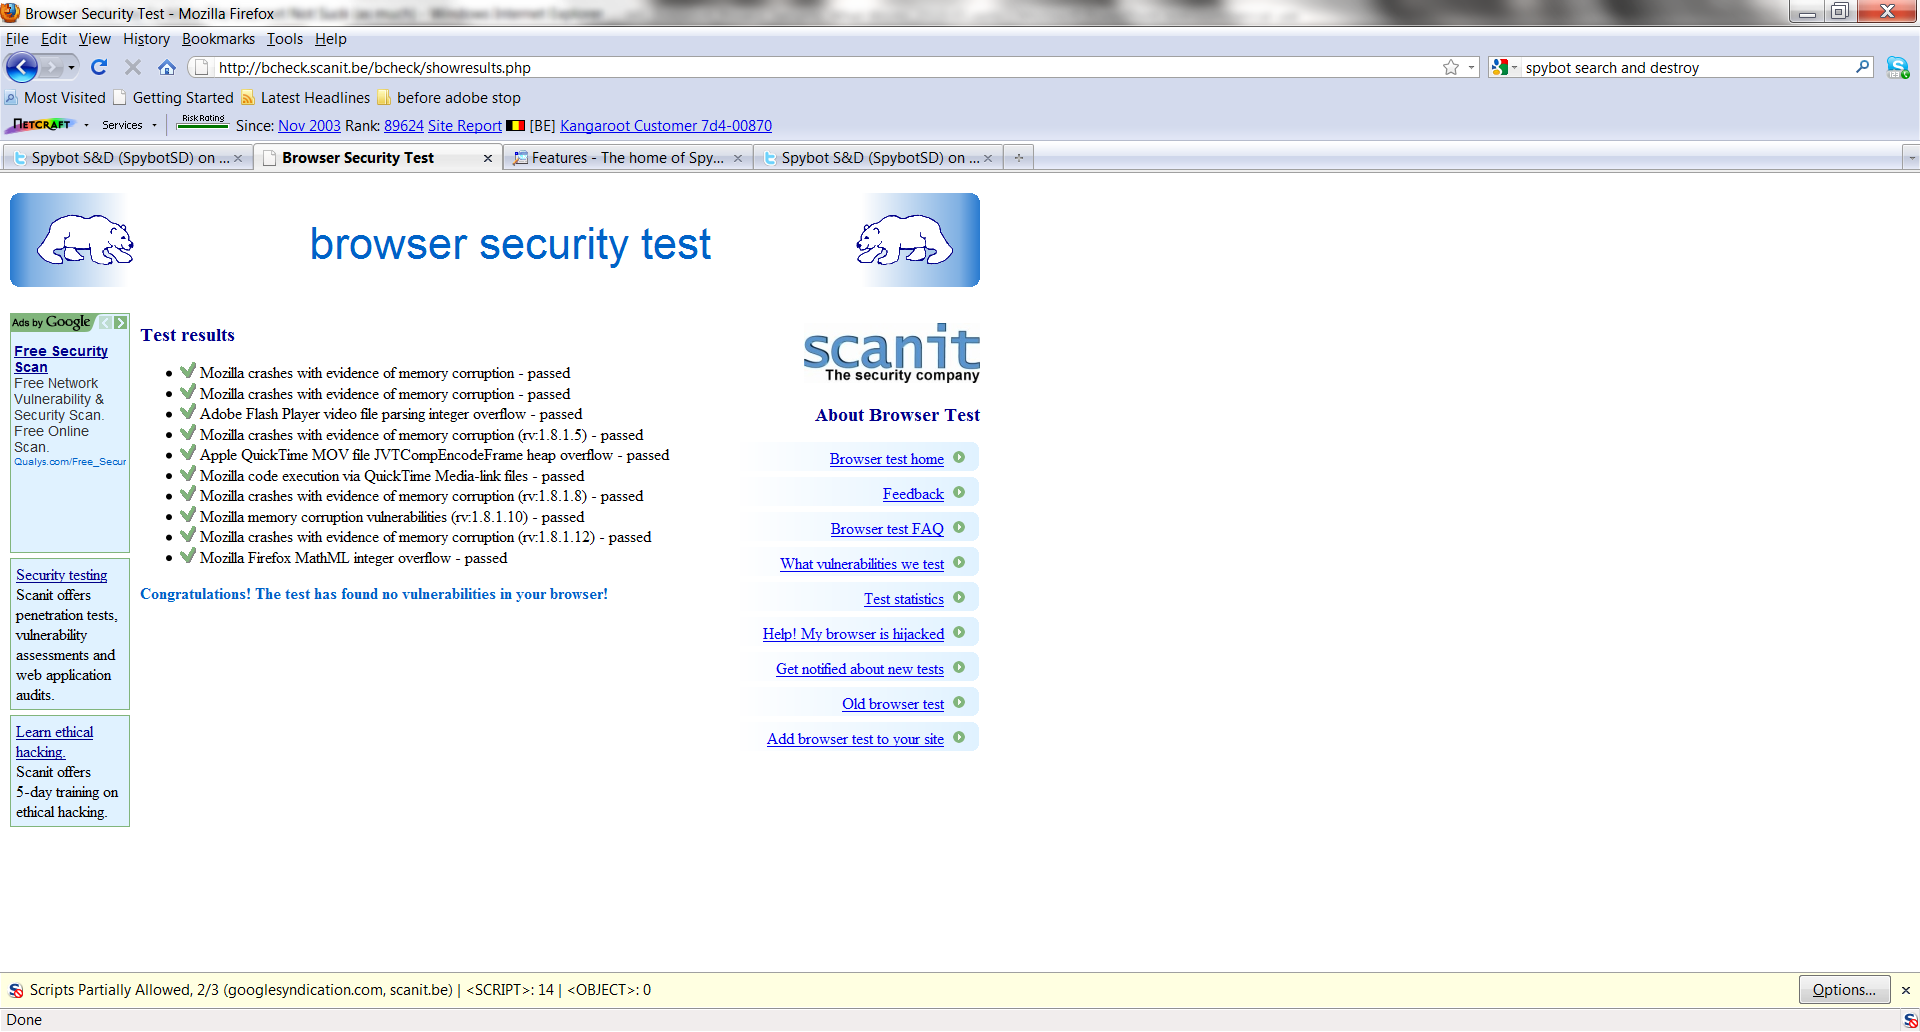 Browser Security Test - Mozilla Firefox
File Edit View History Bookmarks Tools Help
http://bcheck.scanit.be/bcheck/showresults.php
spybot search and destroy
Most Visited Getting Started Latest Headlines before adobe stop
NETCRAFT Services Risk Rating Since: Nov 2003 Rank: 89624 Site Report [BE] Kangaroot Customer 7d4-00870
Spybot S&D (SpybotSD) on ... Browser Security Test Features - The home of Spy... Spybot S&D (SpybotSD) on ...
browser security test
Ads by Google
Free Security
Scan
Free Network
Vulnerability &
Security Scan.
Free Online
Scan.
Qualys.com/Free_Secur
Security testing
Scanit offers
penetration tests,
vulnerability
assessments and
web application
audits.
Learn ethical
hacking.
Scanit offers
5-day training on
ethical hacking.
Test results
Mozilla crashes with evidence of memory corruption - passed
Mozilla crashes with evidence of memory corruption - passed
Adobe Flash Player video file parsing integer overflow - passed
Mozilla crashes with evidence of memory corruption (rv:1.8.1.5) - passed
Apple QuickTime MOV file JVTCompEncodeFrame heap overflow - passed
Mozilla code execution via QuickTime Media-link files - passed
Mozilla crashes with evidence of memory corruption (rv:1.8.1.8) - passed
Mozilla memory corruption vulnerabilities (rv:1.8.1.10) - passed
Mozilla crashes with evidence of memory corruption (rv:1.8.1.12) - passed
Mozilla Firefox MathML integer overflow - passed
Congratulations! The test has found no vulnerabilities in your browser!
scanit
The security company
About Browser Test
Browser test home
Feedback
Browser test FAQ
What vulnerabilities we test
Test statistics
Help! My browser is hijacked
Get notified about new tests
Old browser test
Add browser test to your site
Scripts Partially Allowed, 2/3 (googlesyndication.com, scanit.be) | <SCRIPT>: 14 | <OBJECT>: 0
Options...
Done